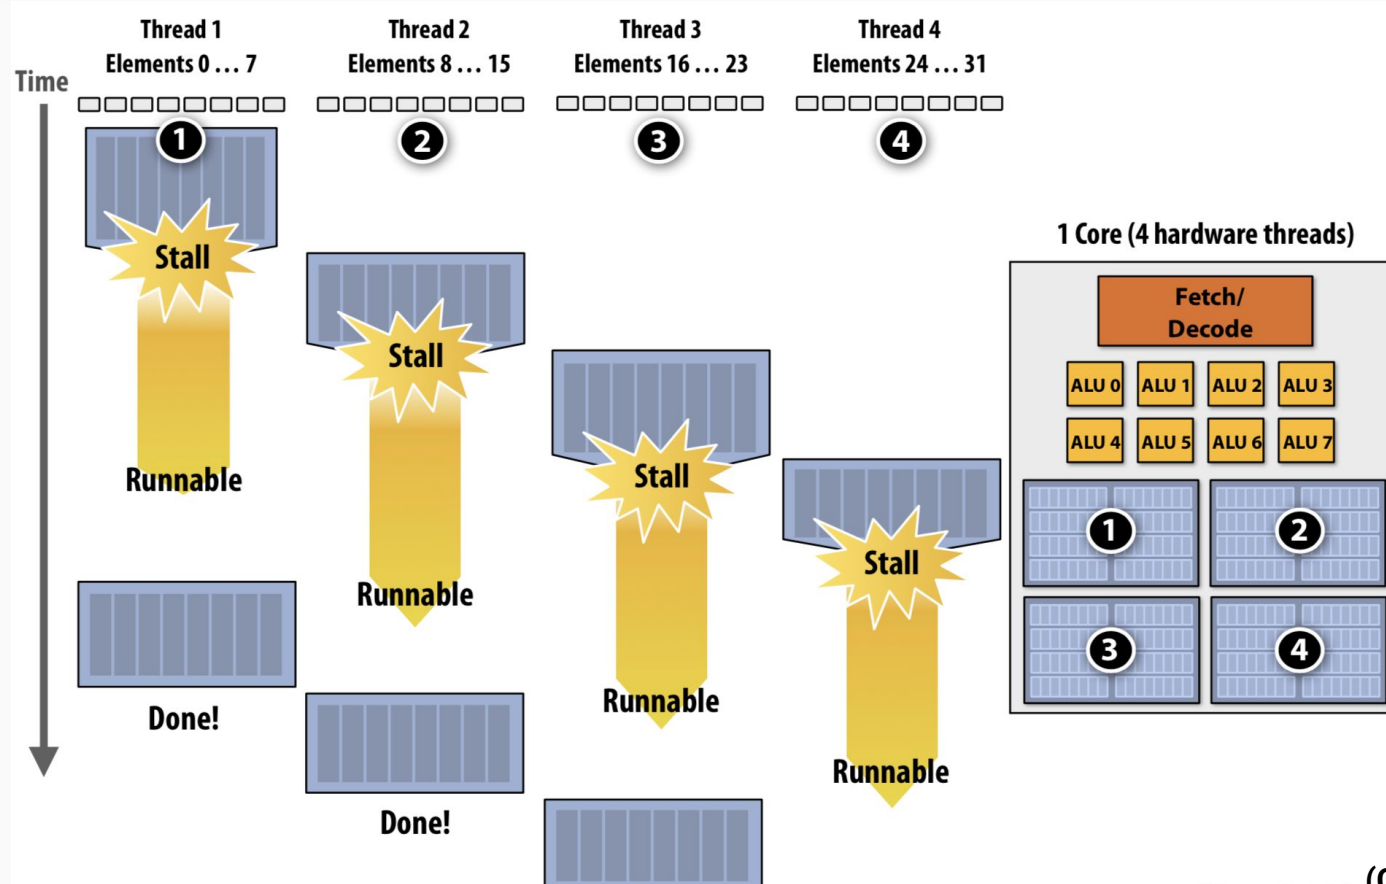 Thread 1
Elements 0 … 7
Thread 2
Elements 8 … 15
Thread 3
Elements 16 … 23
Thread 4
Elements 24 … 31
Time
1
2
3
4
Stall
Stall
Stall
Stall
Runnable
Runnable
Runnable
Runnable
Done!
Done!
1 Core (4 hardware threads)
Fetch/
Decode
ALU 0
ALU 1
ALU 2
ALU 3
ALU 4
ALU 5
ALU 6
ALU 7
1
2
3
4